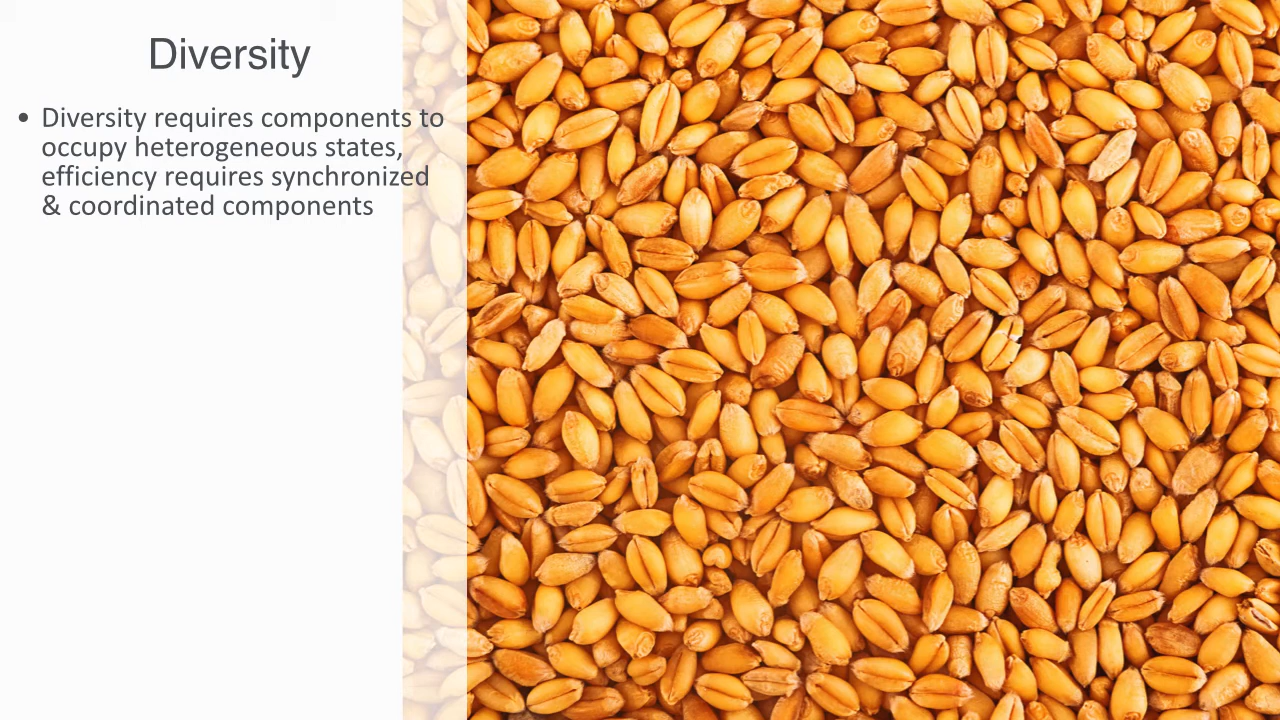 Diversity
• Diversity requires components to
occupy heterogeneous states,
efficiency requires synchronized
& coordinated components